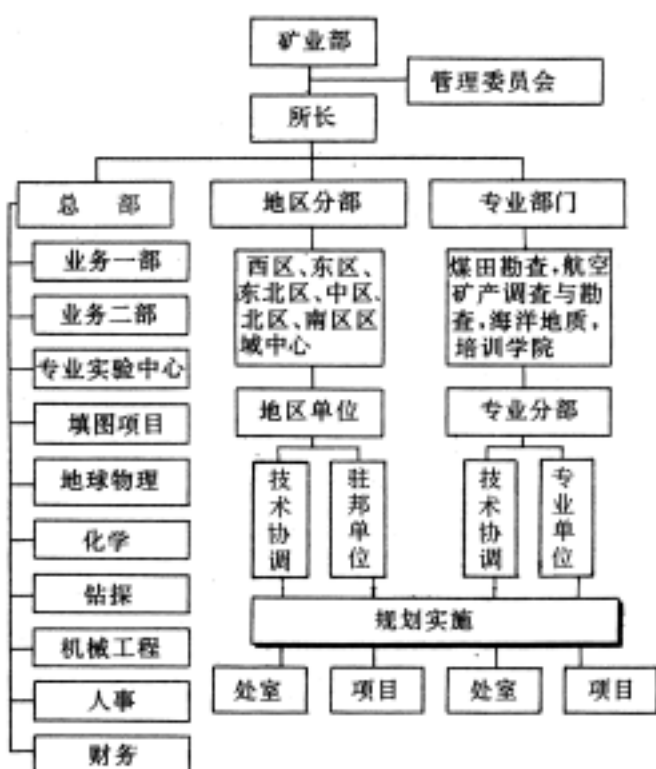 矿业部
管理委员会
所长
总 部
地区分部
专业部门
业务一部
业务二部
专业实验中心
填图项目
地球物理
化学
钻探
机械工程
人事
财务
西区、东区、
东北区、中区、
北区、南区区
域中心
煤田勘查,航空
矿产调查与勘
查,海洋地质,
培训学院
地区单位
专业分部
技术协调
驻邦单位
技术协调
专业单位
规划实施
处室
项目
处室
项目